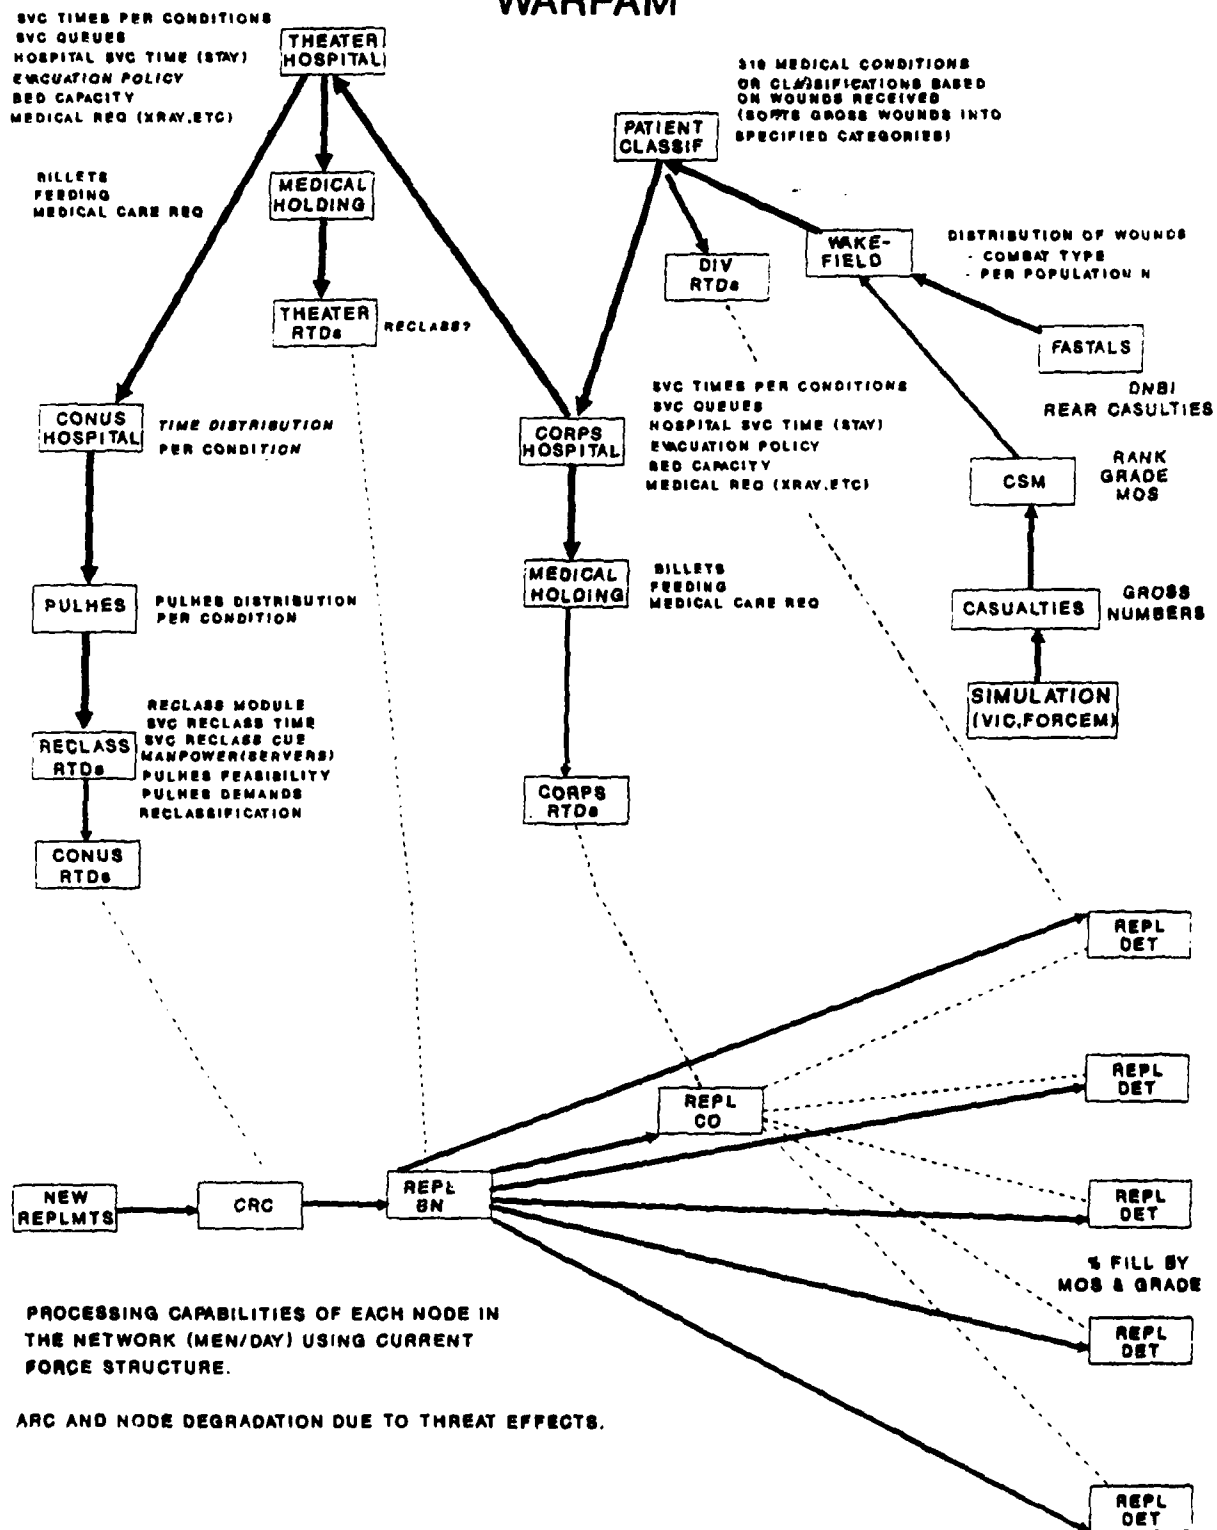 WARPAM
SVC TIMES PER CONDITIONS
SVC QUEUES
HOSPITAL SVC TIME (STAY)
EVACUATION POLICY
BED CAPACITY
MEDICAL REQ (XRAY,ETC)
THEATER
HOSPITAL
BILLETS
FEEDING
MEDICAL CARE REQ
MEDICAL
HOLDING
THEATER
RTDs
RECLASS?
PATIENT
CLASSIF
MEDICAL CONDITIONS
OR CLASSIFICATIONS BASED
ON WOUNDS RECEIVED
(SORTS GROSS WOUNDS INTO
SPECIFIED CATEGORIES)
DIV
RTDs
WAKE-
FIELD
DISTRIBUTION OF WOUNDS
- COMBAT TYPE
- PER POPULATION N
FASTALS
DNBI
REAR CASULTIES
CONUS
HOSPITAL
TIME DISTRIBUTION
PER CONDITION
CORPS
HOSPITAL
SVC TIMES PER CONDITIONS
SVC QUEUES
HOSPITAL SVC TIME (STAY)
EVACUATION POLICY
BED CAPACITY
MEDICAL REQ (XRAY,ETC)
CSM
RANK
GRADE
MOS
PULHES
PULHES DISTRIBUTION
PER CONDITION
MEDICAL
HOLDING
BILLETS
FEEDING
MEDICAL CARE REQ
CASUALTIES
GROSS
NUMBERS
SIMULATION
(VIC,FORCEM)
RECLASS
RTDs
RECLASS MODULE
SVC RECLASS TIME
SVC RECLASS CUE
MANPOWER(SERVERS)
PULHES FEASIBILITY
PULHES DEMANDS
RECLASSIFICATION
CORPS
RTDs
CONUS
RTDs
REPL
DET
REPL
DET
REPL
CO
NEW
REPLMTS
CRC
REPL
BN
REPL
DET
% FILL BY
MOS & GRADE
REPL
DET
REPL
DET
PROCESSING CAPABILITIES OF EACH NODE IN
THE NETWORK (MEN/DAY) USING CURRENT
FORCE STRUCTURE.
ARC AND NODE DEGRADATION DUE TO THREAT EFFECTS.